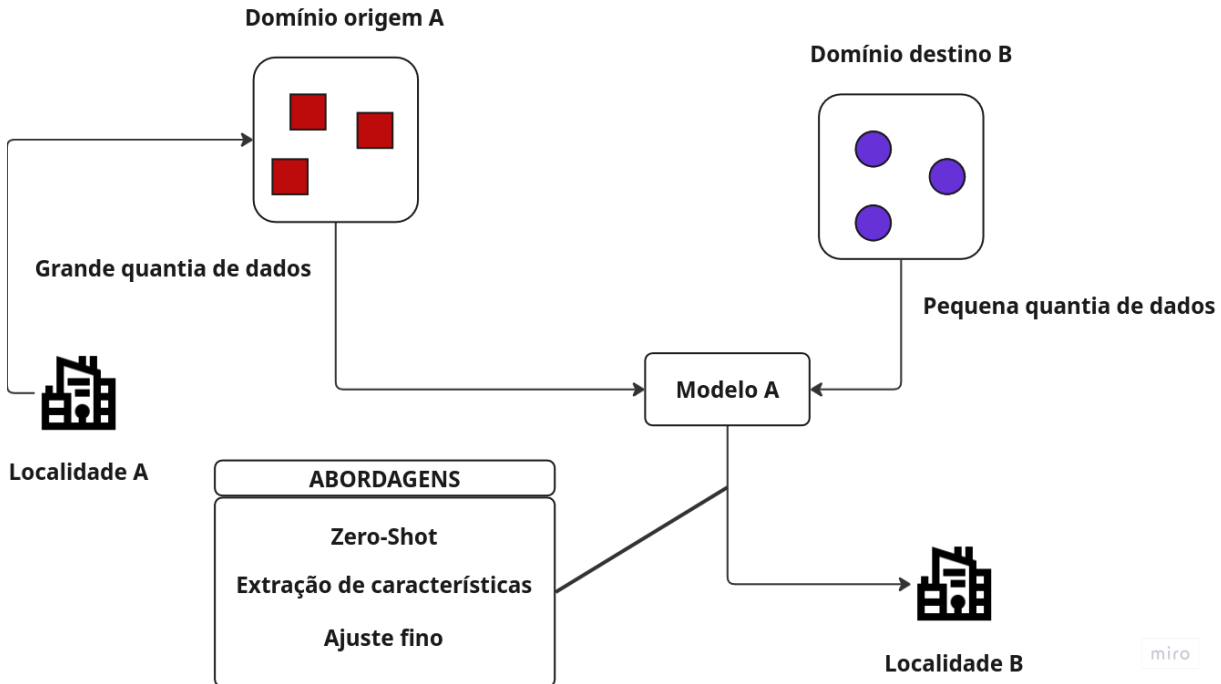 Domínio origem A
Domínio destino B
Grande quantia de dados
Pequena quantia de dados
Modelo A
Localidade A
ABORDAGENS
Zero-Shot
Extração de características
Ajuste fino
Localidade B
miro